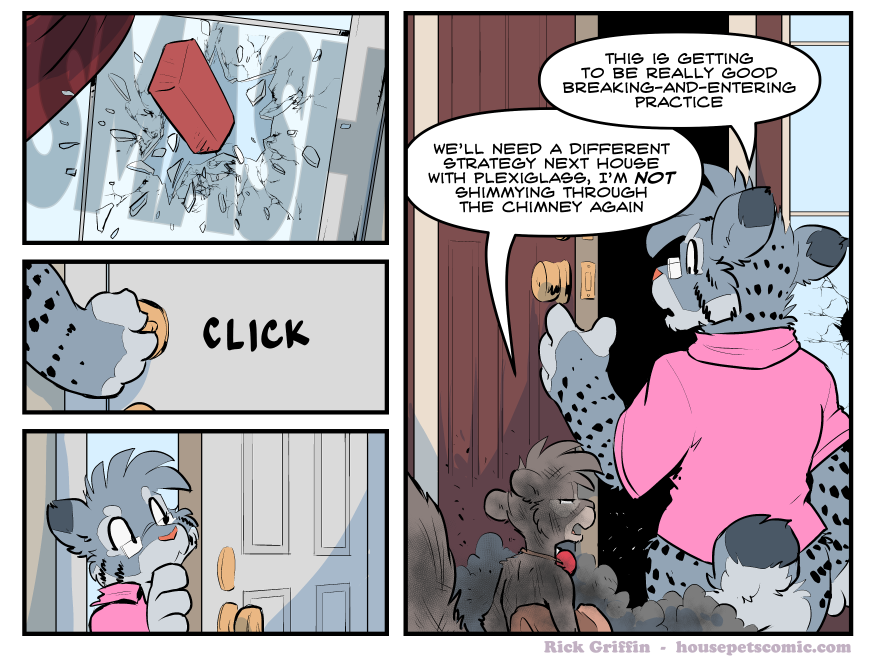 CLICK
THIS IS GETTING
TO BE REALLY GOOD
BREAKING-AND-ENTERING
PRACTICE
WE'LL NEED A DIFFERENT
STRATEGY NEXT HOUSE
WITH PLEXIGLASS, I'M NOT
SHIMMYING THROUGH
THE CHIMNEY AGAIN
Rick Griffin - housepetscomic.com